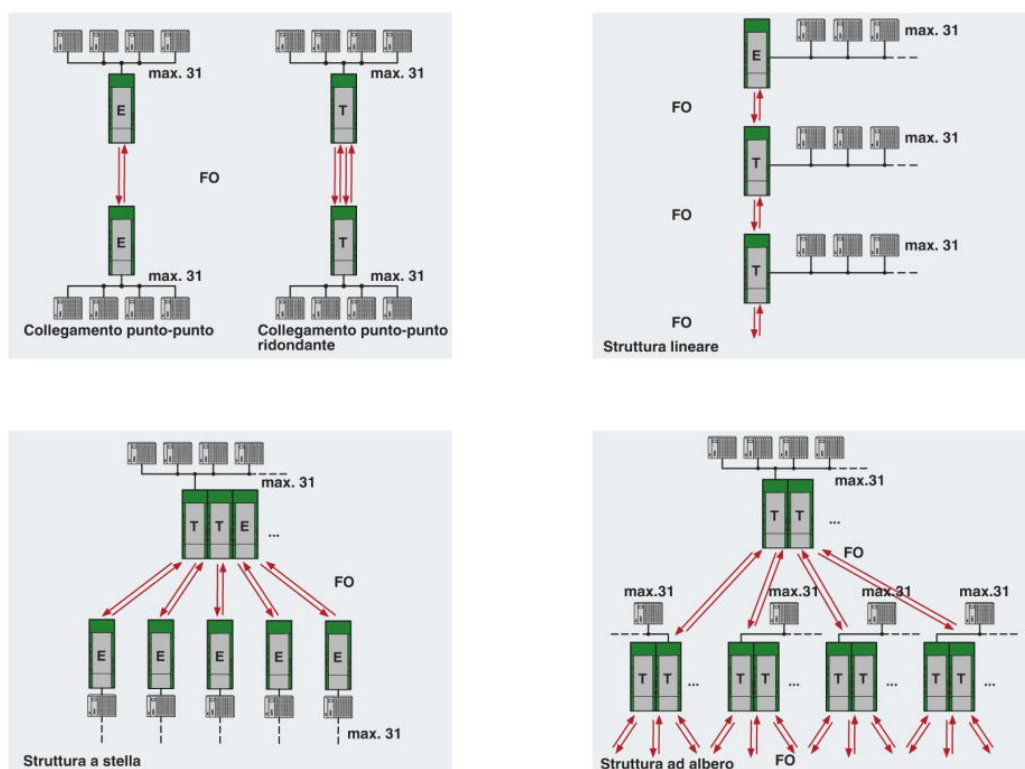 max. 31
max. 31
E
T
FO
E
T
max. 31
max. 31
Collegamento punto-punto
Collegamento punto-punto
ridondante
max. 31
E
FO
max. 31
T
FO
max. 31
T
FO
Struttura lineare
max. 31
T T E ...
FO
E E E E E
max. 31
Struttura a stella
max.31
T T ...
FO
max.31 max.31 max.31 max.31
T T ... T T ... T T ... T T ...
FO
Struttura ad albero